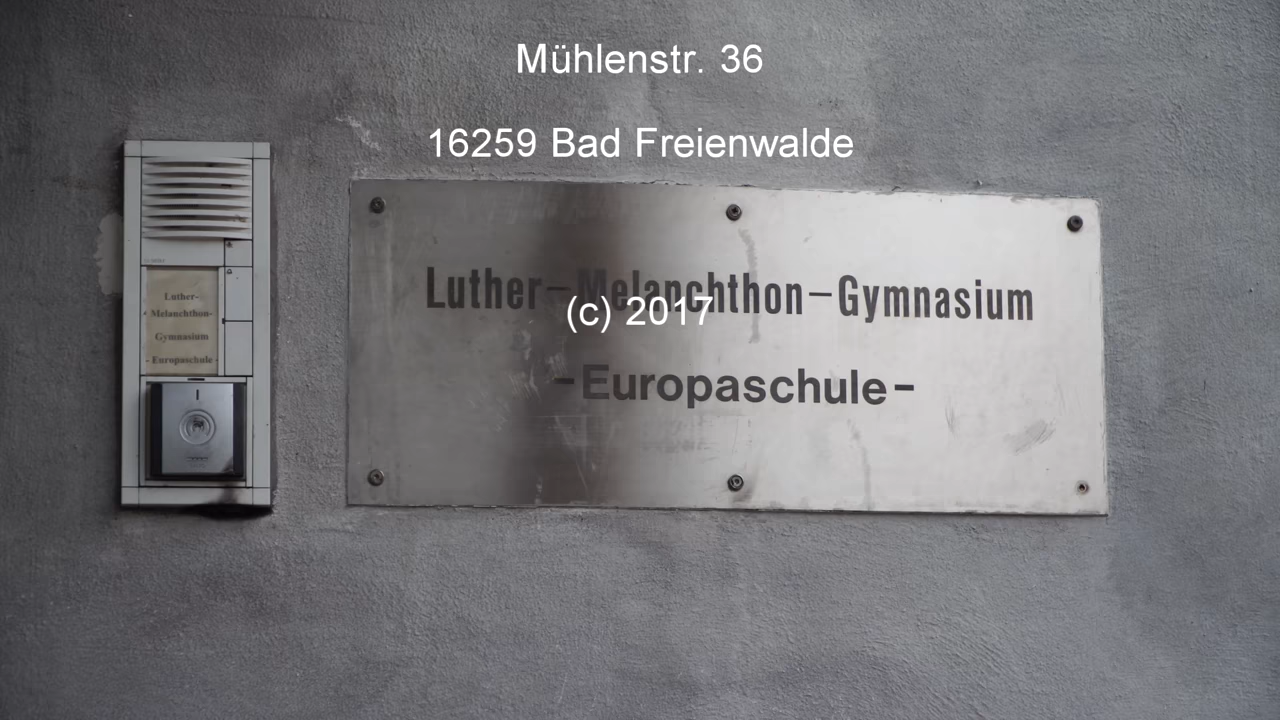 Mühlenstr. 36
16259 Bad Freienwalde
Luther-Melanchthon-Gymnasium
(c) 2017
-Europaschule-
Luther-
Melanchthon-
Gymnasium
- Europaschule -